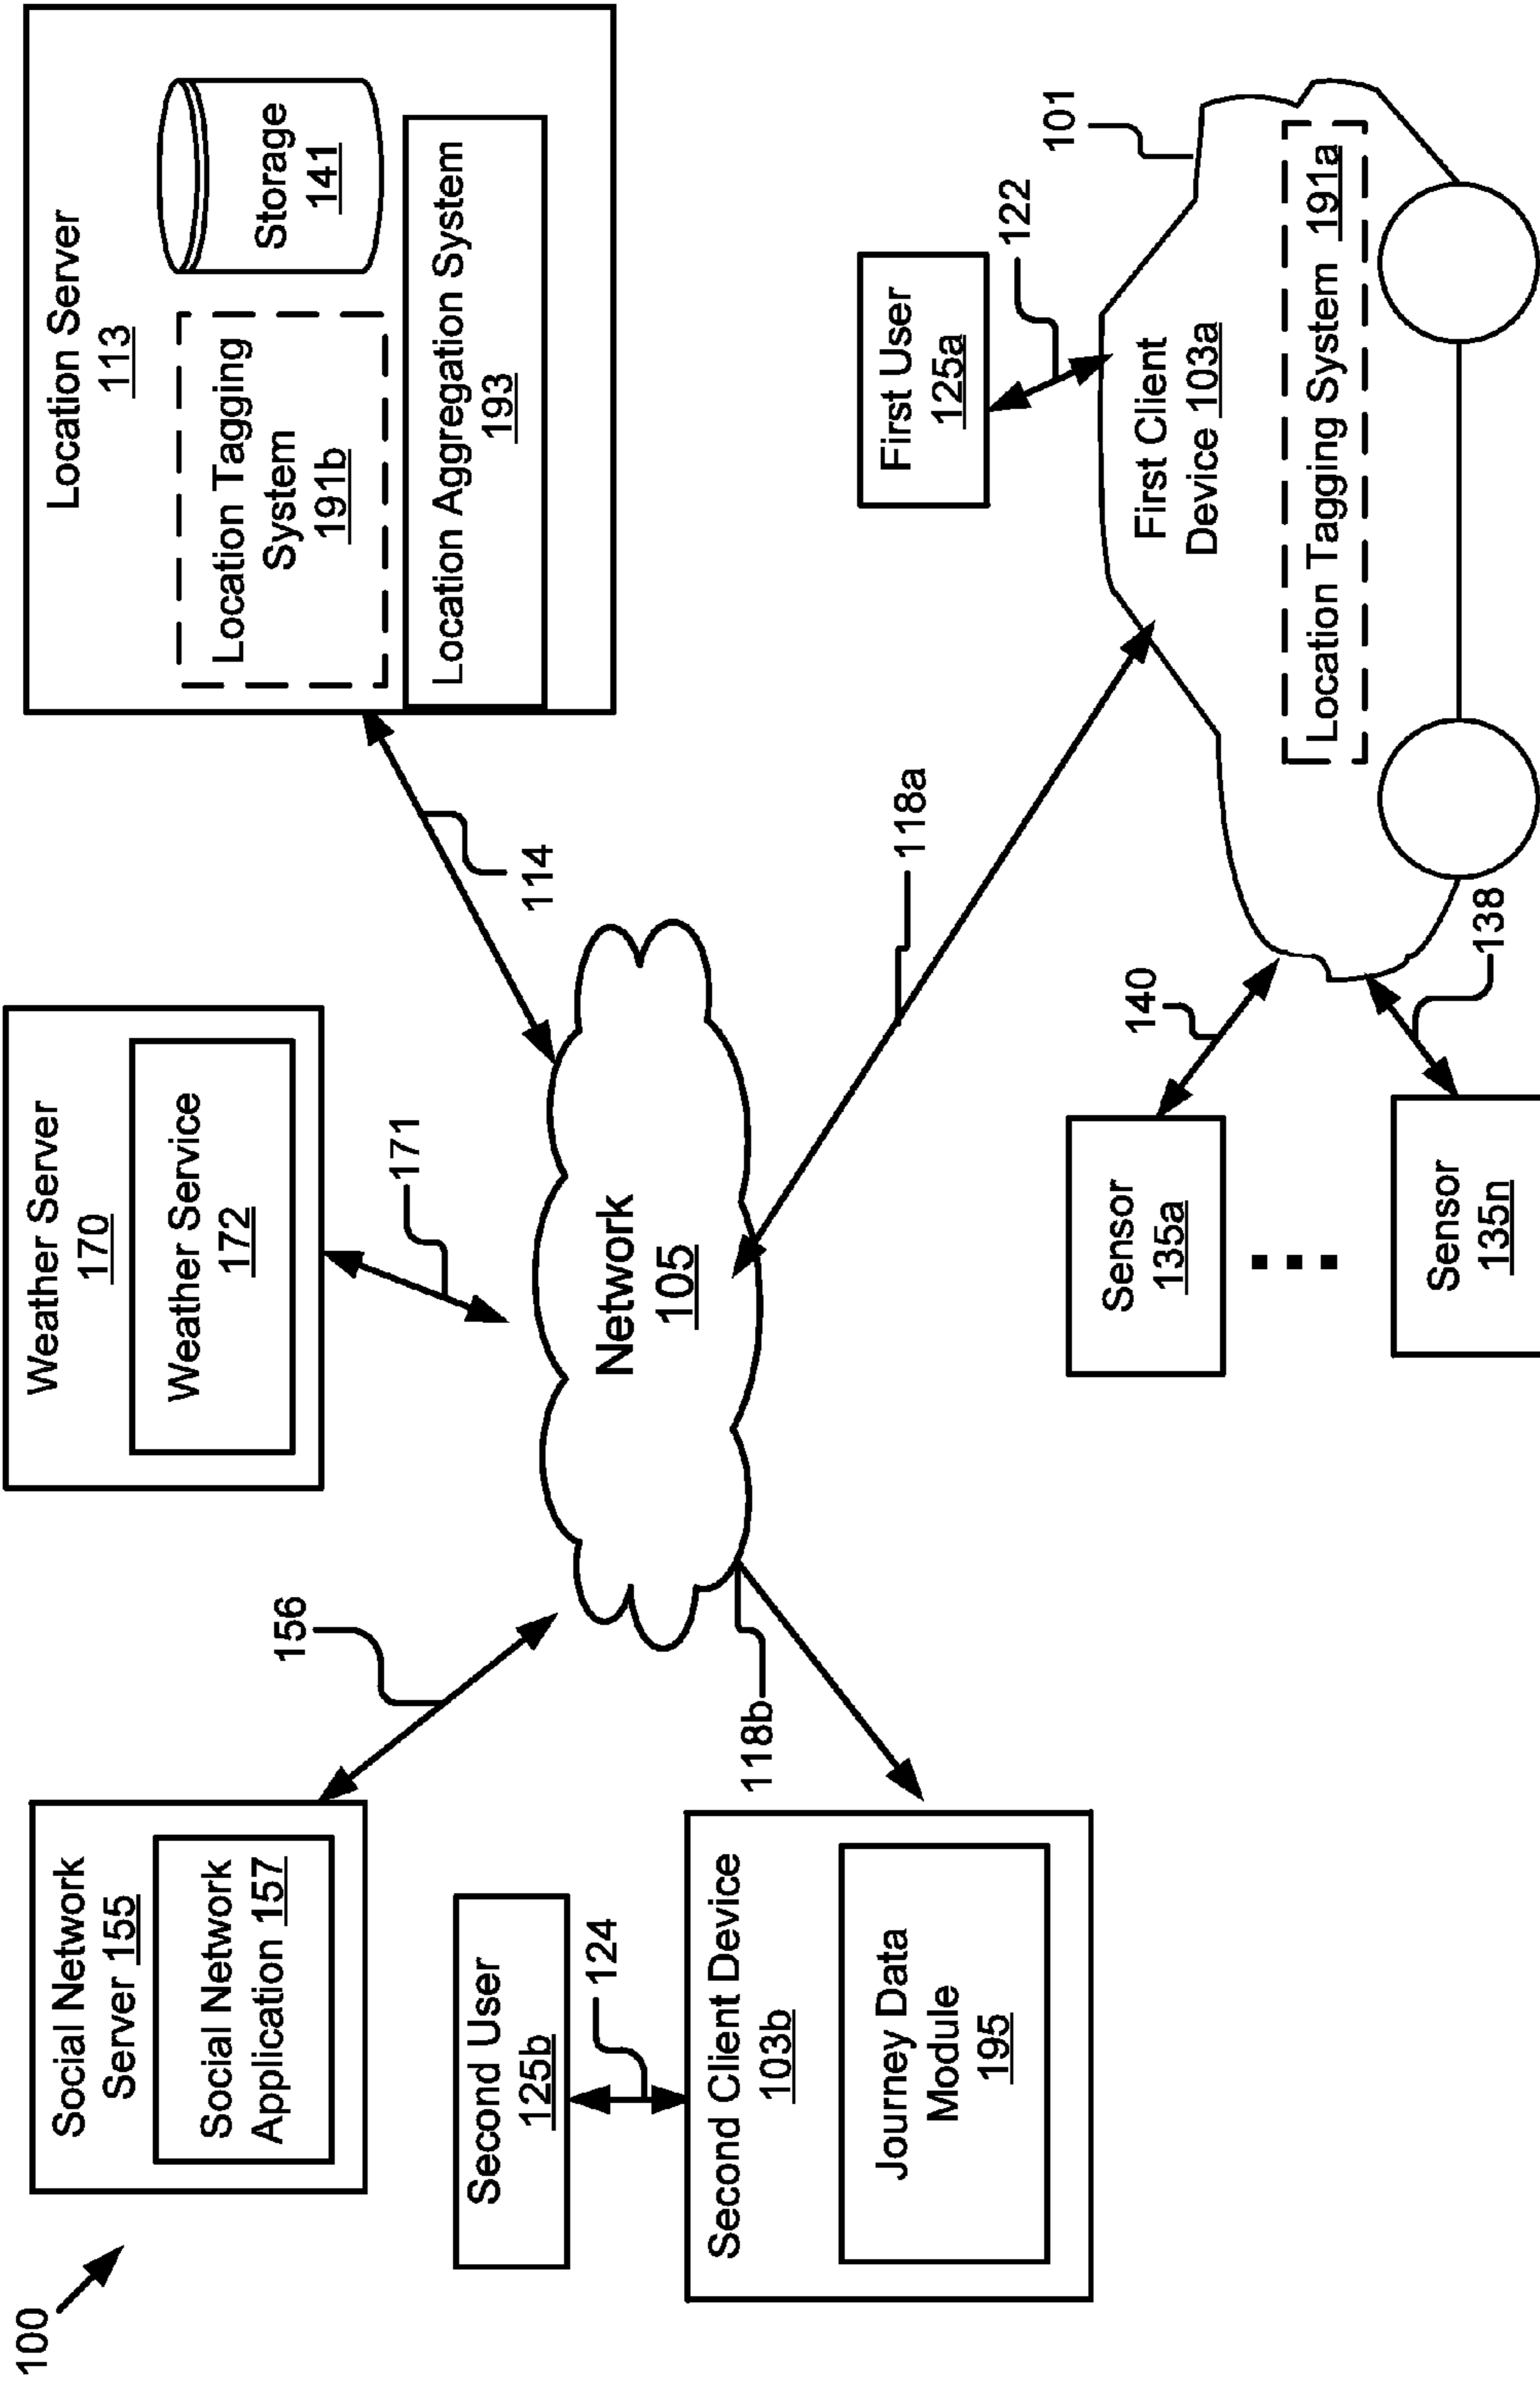 100
Social Network
Server 155
Social Network
Application 157
156
Weather Server
170
Weather Service
172
171
Location Server
113
Location Tagging
System
191b
Storage
141
Location Aggregation System
193
114
Network
105
Second User
125b
124
Second Client Device
103b
Journey Data
Module
195
118b
118a
First User
125a
122
101
First Client
Device 103a
Location Tagging System 191a
140
138
Sensor
135a
Sensor
135n